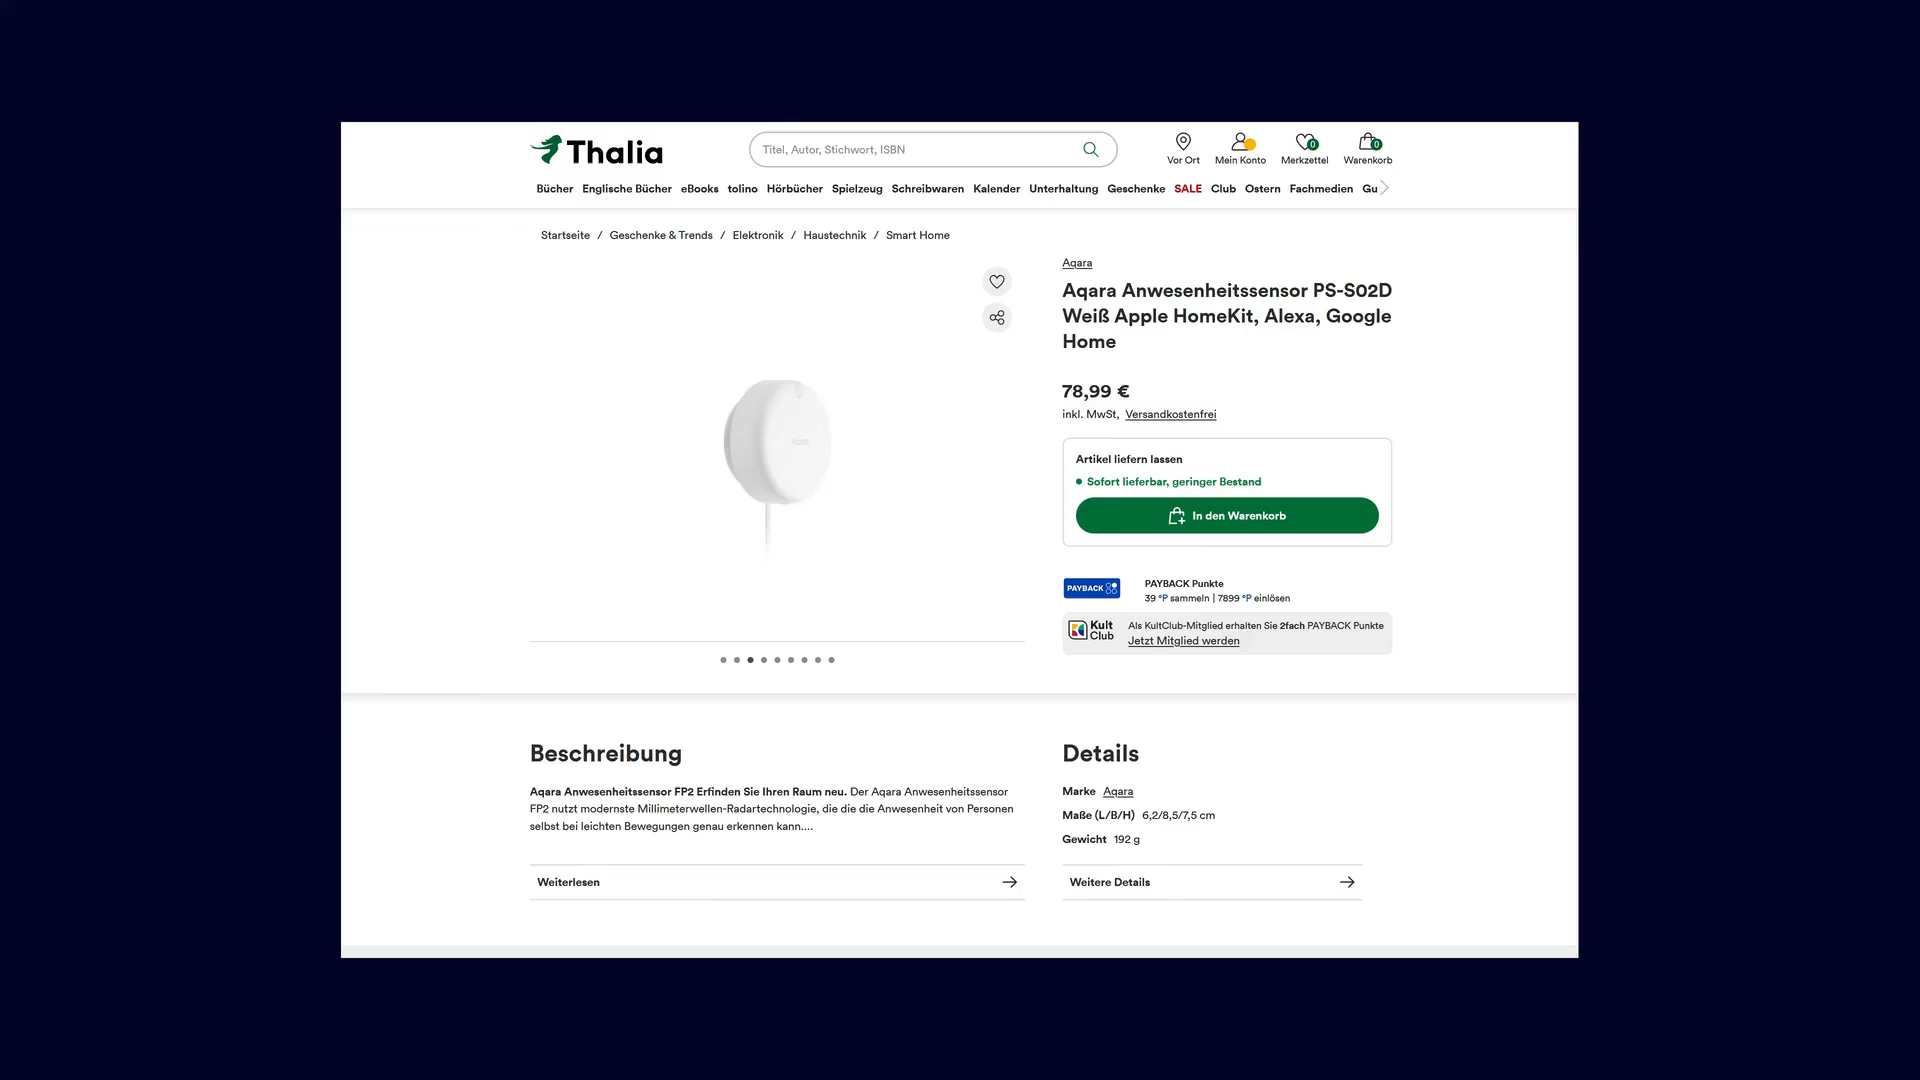 Thalia
Titel, Autor, Stichwort, ISBN
Vor Ort
Mein Konto
0
Merkzettel
0
Warenkorb
Bücher Englische Bücher eBooks tolino Hörbücher Spielzeug Schreibwaren Kalender Unterhaltung Geschenke SALE Club Ostern Fachmedien Gu
Startseite / Geschenke & Trends / Elektronik / Haustechnik / Smart Home
Aqara
Aqara Anwesenheitssensor PS-S02D
Weiß Apple HomeKit, Alexa, Google
Home
78,99 €
inkl. MwSt, Versandkostenfrei
Artikel liefern lassen
Sofort lieferbar, geringer Bestand
In den Warenkorb
PAYBACK
PAYBACK Punkte
39 °P sammeln | 7899 °P einlösen
Kult
Club
Als KultClub-Mitglied erhalten Sie 2fach PAYBACK Punkte
Jetzt Mitglied werden
Beschreibung
Aqara Anwesenheitssensor FP2 Erfinden Sie Ihren Raum neu. Der Aqara Anwesenheitssensor
FP2 nutzt modernste Millimeterwellen-Radartechnologie, die die die Anwesenheit von Personen
selbst bei leichten Bewegungen genau erkennen kann....
Weiterlesen
Details
Marke Aqara
Maße (L/B/H) 6,2/8,5/7,5 cm
Gewicht 192 g
Weitere Details